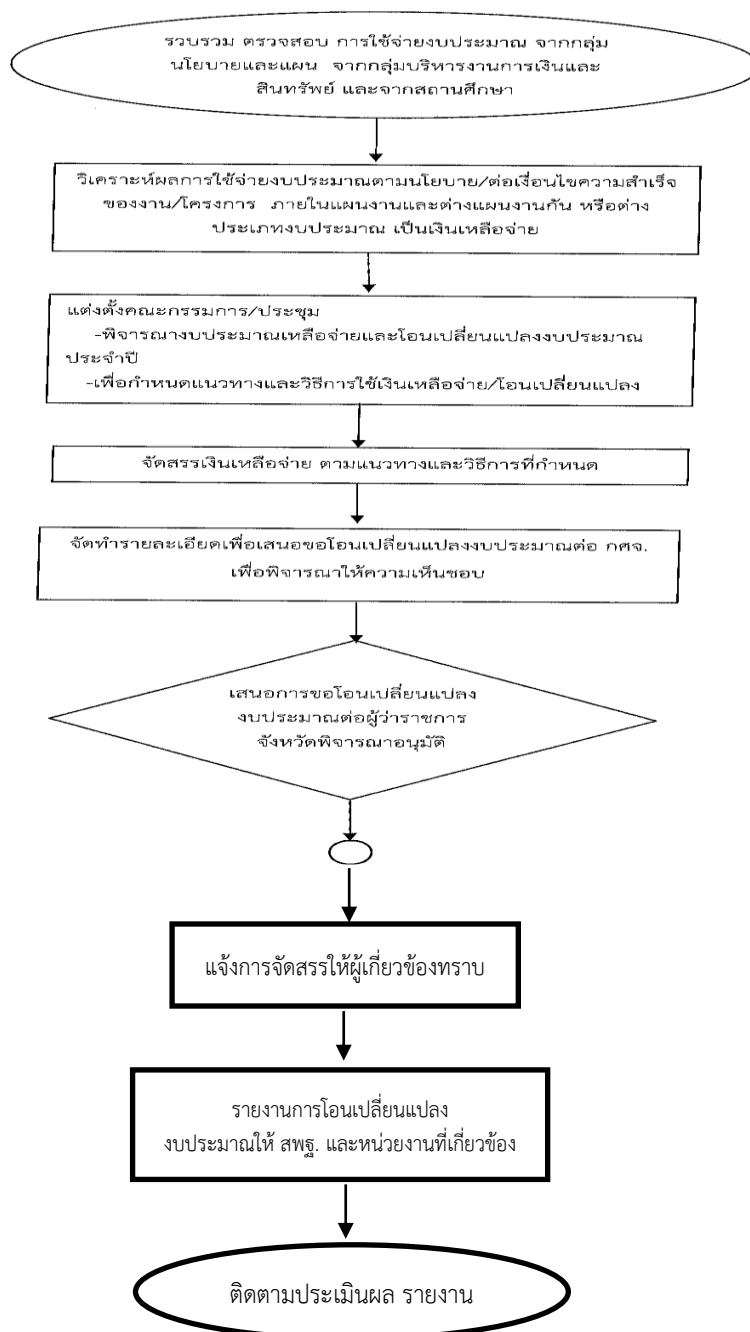 รวบรวม ตรวจสอบ การใช้จ่ายงบประมาณ จากกลุ่ม
นโยบายและแผน จากกลุ่มบริหารงานการเงินและ
สินทรัพย์ และจากสถานศึกษา
วิเคราะห์ผลการใช้จ่ายงบประมาณตามนโยบาย/ต่อเงื่อนไขความสำเร็จ
ของงาน/โครงการ ภายในแผนงานและต่างแผนงานกัน หรือต่าง
ประเภทงบประมาณ เป็นเงินเหลือจ่าย
แต่งตั้งคณะกรรมการ/ประชุม
-พิจารณางบประมาณเหลือจ่ายและโอนเปลี่ยนแปลงงบประมาณ
ประจำปี
-เพื่อกำหนดแนวทางและวิธีการใช้เงินเหลือจ่าย/โอนเปลี่ยนแปลง
จัดสรรเงินเหลือจ่าย ตามแนวทางและวิธีการที่กำหนด
จัดทำรายละเอียดเพื่อเสนอขอโอนเปลี่ยนแปลงงบประมาณต่อ กศจ.
เพื่อพิจารณาให้ความเห็นชอบ
เสนอการขอโอนเปลี่ยนแปลง
งบประมาณต่อผู้ว่าราชการ
จังหวัดพิจารณาอนุมัติ
แจ้งการจัดสรรให้ผู้เกี่ยวข้องทราบ
รายงานการโอนเปลี่ยนแปลง
งบประมาณให้ สพฐ. และหน่วยงานที่เกี่ยวข้อง
ติดตามประเมินผล รายงาน